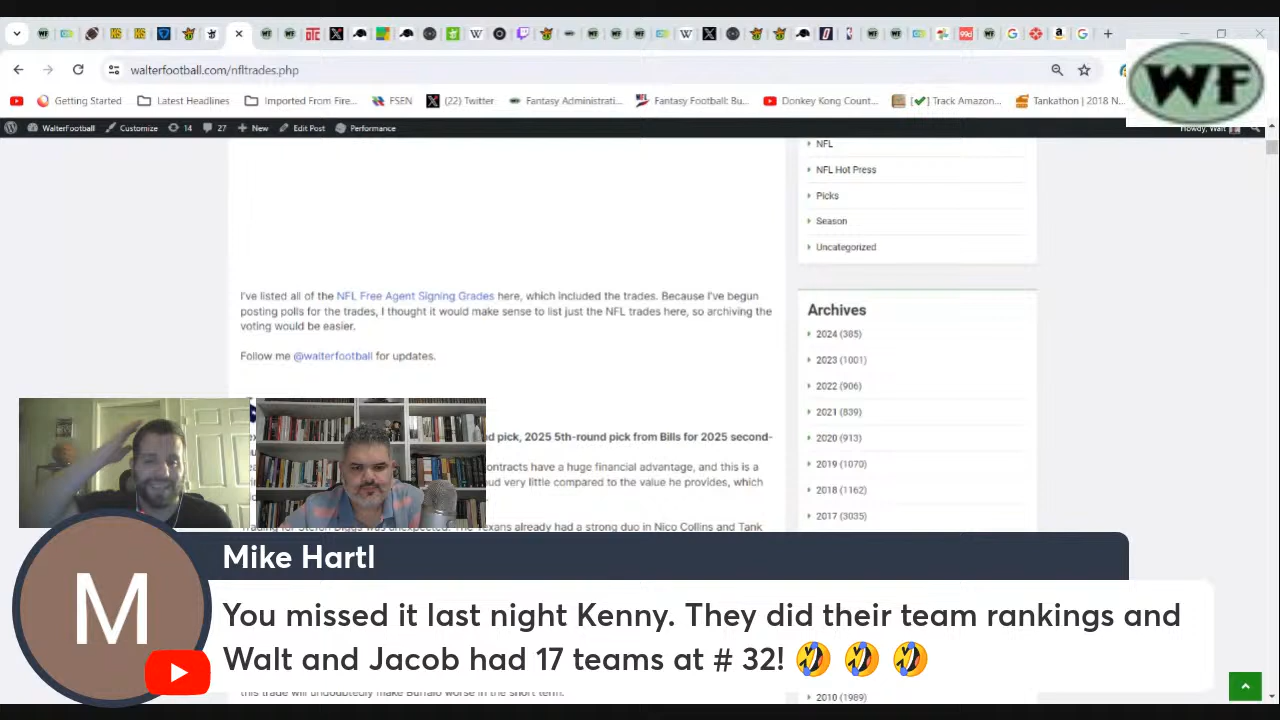 walterfootball.com/nfltrades.php
Getting Started
Latest Headlines
Imported From Fire...
FSEN
(22) Twitter
Fantasy Administrati...
Fantasy Football: Bu...
Donkey Kong Count...
Track Amazon...
Tankathon | 2018 N...
WF
WalterFootball
Customize
14
27
New
Edit Post
Performance
Howdy, Walt
NFL
NFL Hot Press
Picks
Season
Uncategorized
I've listed all of the NFL Free Agent Signing Grades here, which included the trades. Because I've begun
posting polls for the trades, I thought it would make sense to list just the NFL trades here, so archiving the
voting would be easier.
Follow me @walterfootball for updates.
Archives
2024 (385)
2023 (1001)
2022 (906)
2021 (839)
2020 (913)
2019 (1070)
2018 (1162)
2017 (3035)
2010 (1989)
pick, 2025 5th-round pick from Bills for 2025 second-
contracts have a huge financial advantage, and this is a
very little compared to the value he provides, which
Trading for Stefon Diggs was unexpected. The Texans already had a strong duo in Nico Collins and Tank
M
Mike Hartl
You missed it last night Kenny. They did their team rankings and
Walt and Jacob had 17 teams at # 32! 🤣 🤣 🤣
this trade will undoubtedly make Buffalo worse in the short term.